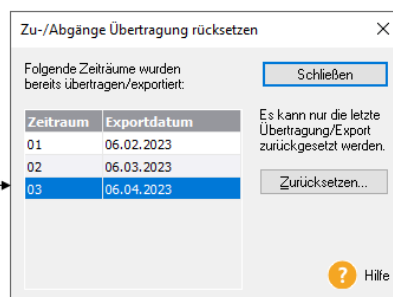 Zu-/Abgänge Übertragung rücksetzen
Folgende Zeiträume wurden
bereits übertragen/exportiert:
Schließen
Zeitraum Exportdatum
01 06.02.2023
02 06.03.2023
03 06.04.2023
Es kann nur die letzte
Übertragung/Export
zurückgesetzt werden.
Zurücksetzen...
? Hilfe